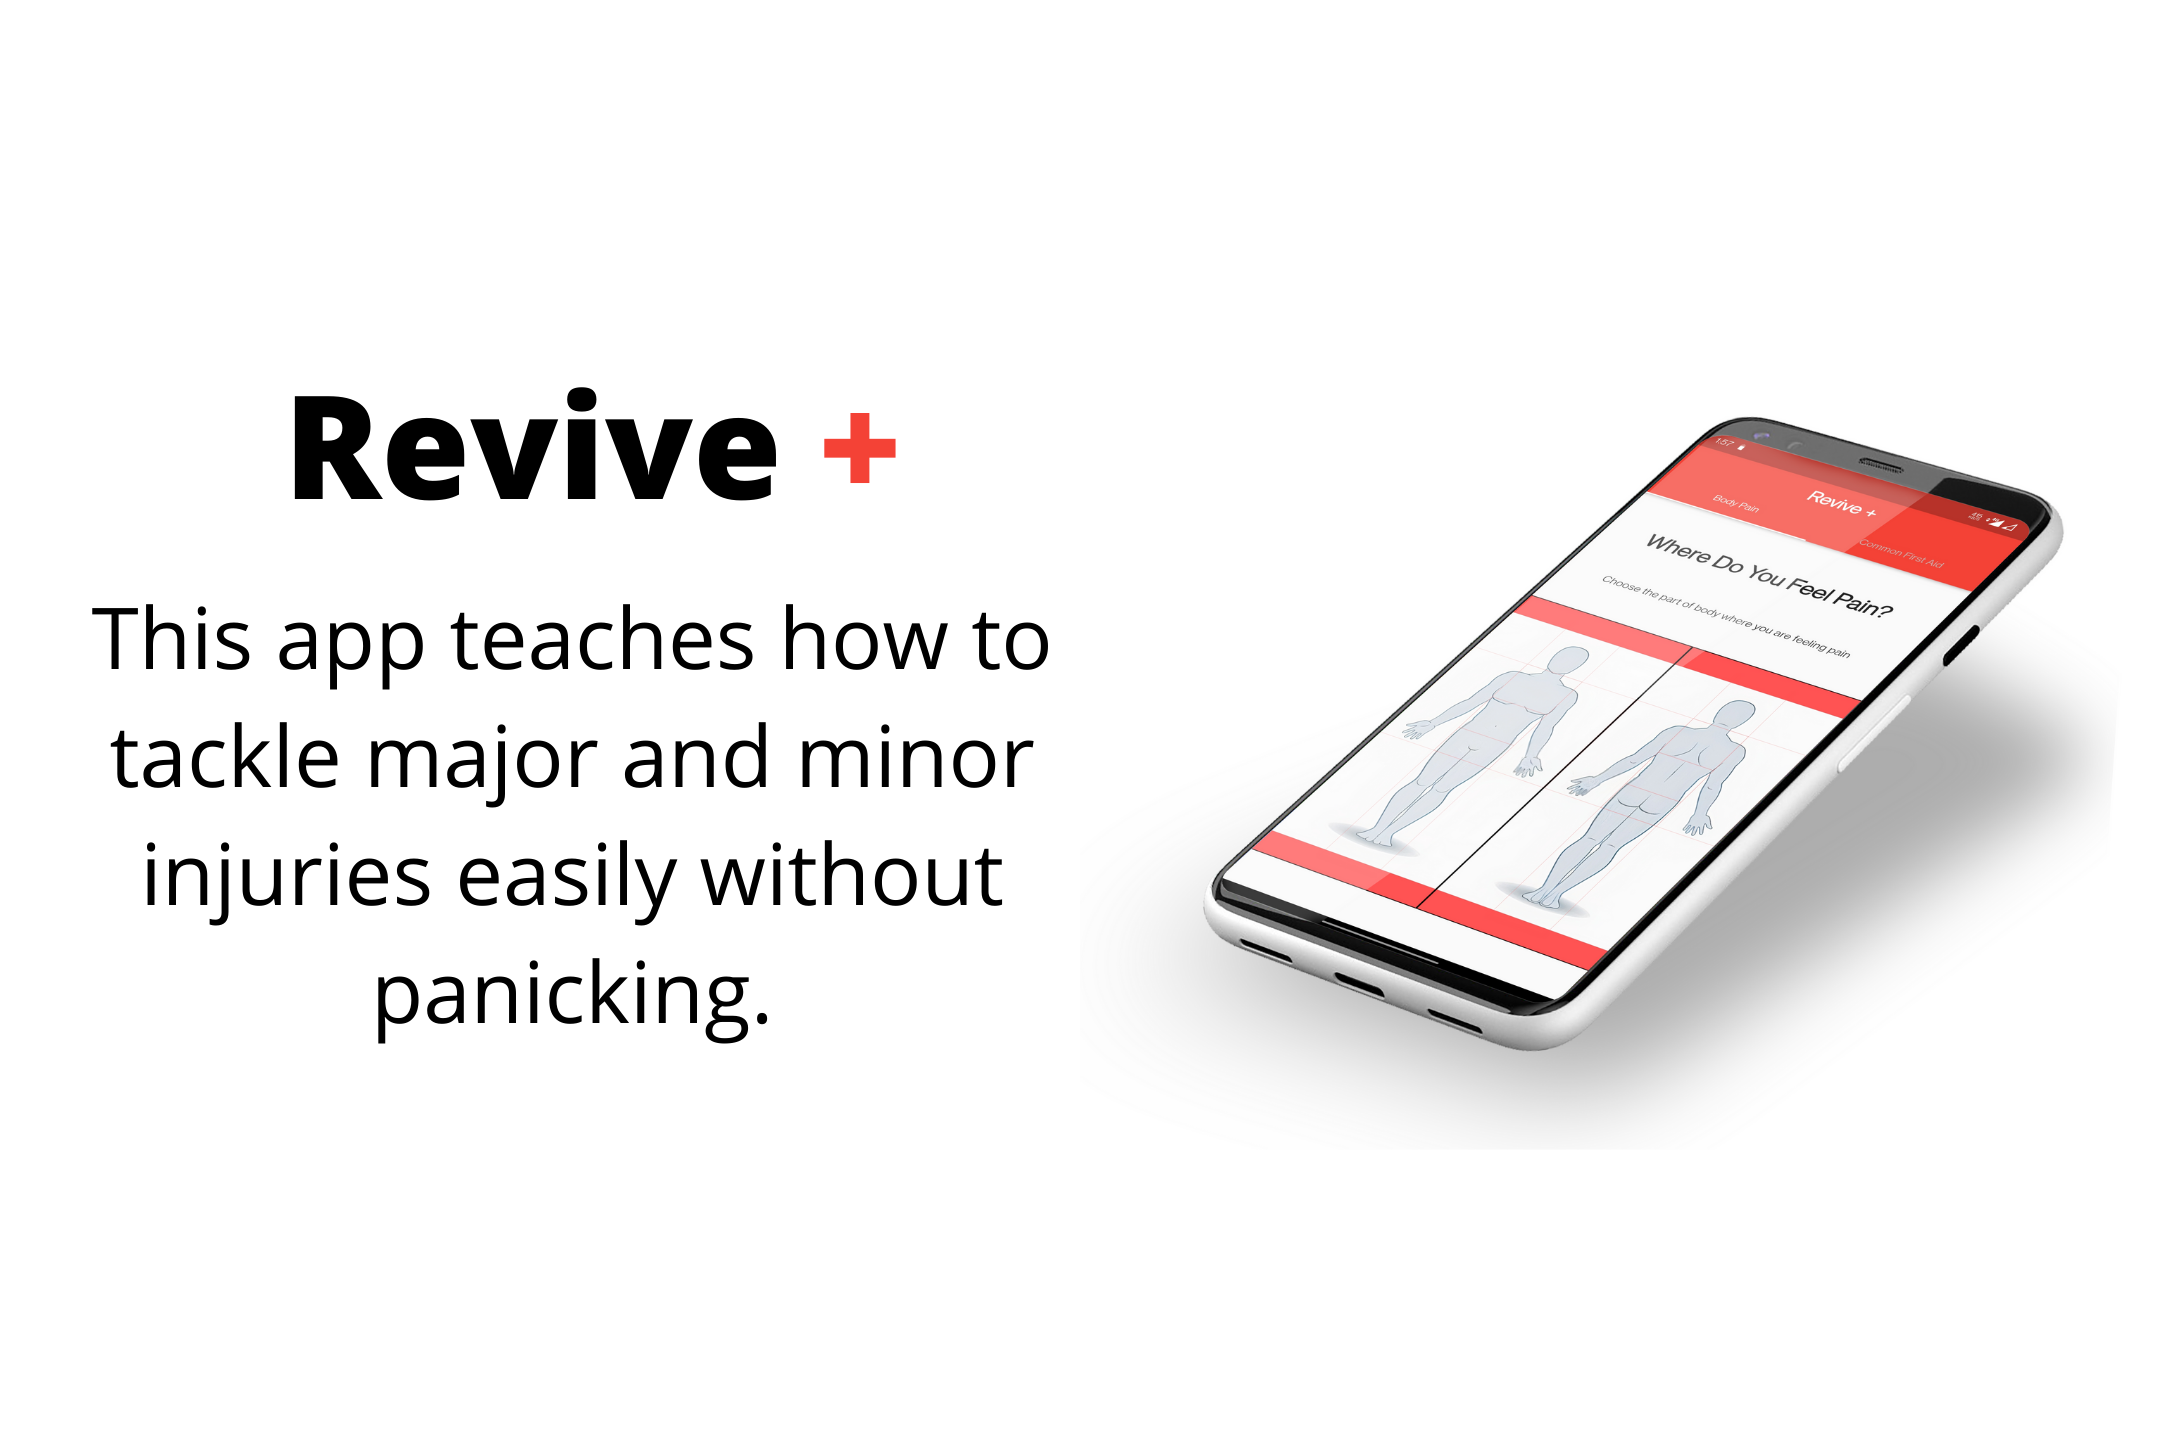 Revive +
This app teaches how to
tackle major and minor
injuries easily without
panicking.
1:57
Revive +
Body Pain
Common First Aid
Where Do You Feel Pain?
Choose the part of body where you are feeling pain